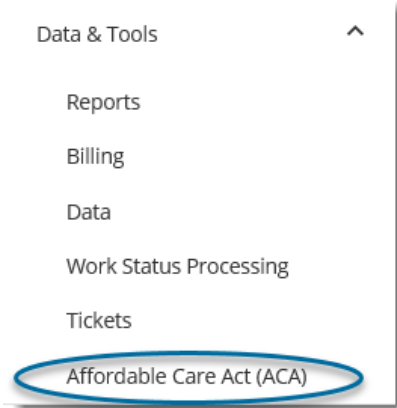 Data & Tools
Reports
Billing
Data
Work Status Processing
Tickets
Affordable Care Act (ACA)